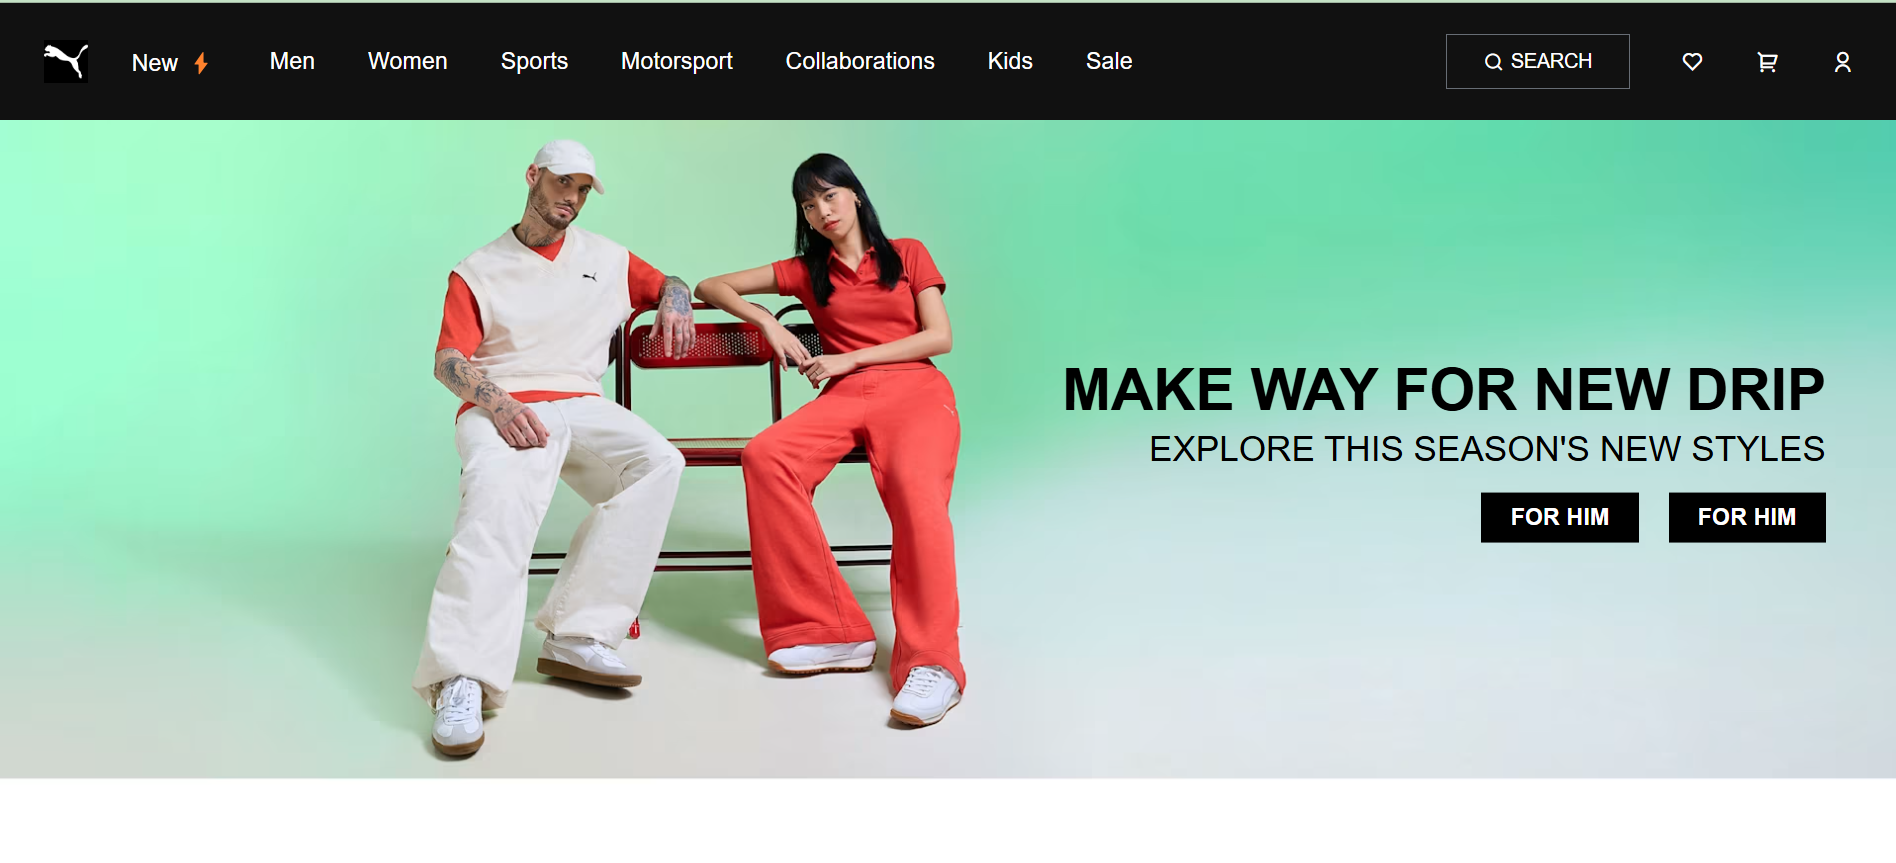 New Men Women Sports Motorsport Collaborations Kids Sale SEARCH
MAKE WAY FOR NEW DRIP
EXPLORE THIS SEASON'S NEW STYLES
FOR HIM FOR HIM